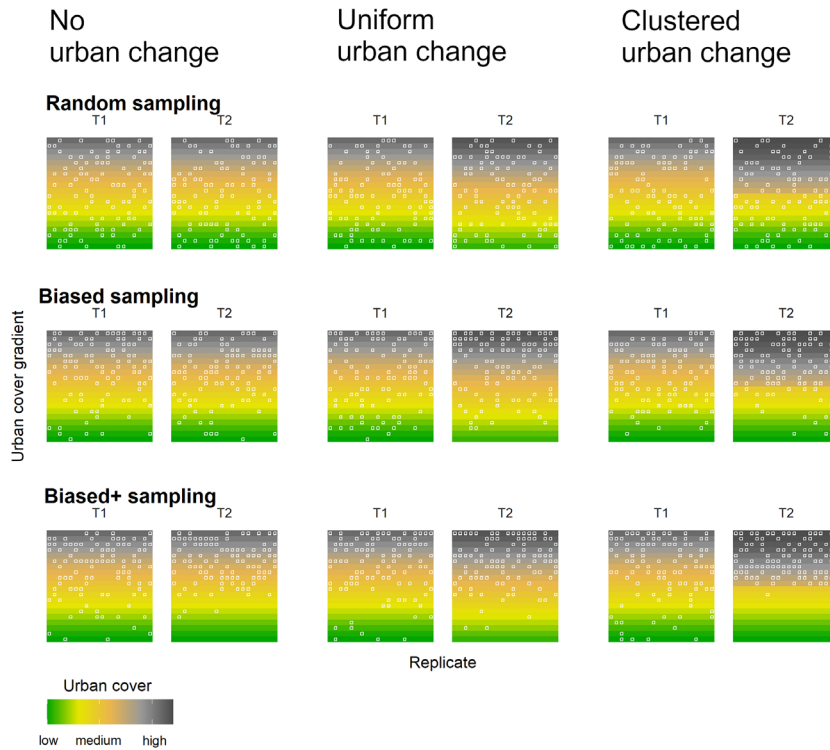 No
urban change
Uniform
urban change
Clustered
urban change
Random sampling
T1 T2 T1 T2 T1 T2
Biased sampling
T1 T2 T1 T2 T1 T2
Urban cover gradient
Biased+ sampling
T1 T2 T1 T2 T1 T2
Replicate
Urban cover
low medium high